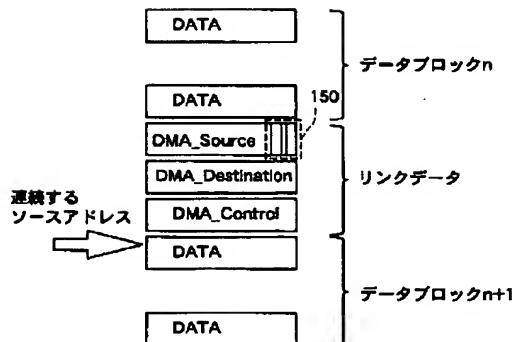 DATA
データブロックn
DATA
150
DMA_Source
DMA_Destination
リンクデータ
連続する
ソースアドレス
DMA_Control
DATA
データブロックn+1
DATA